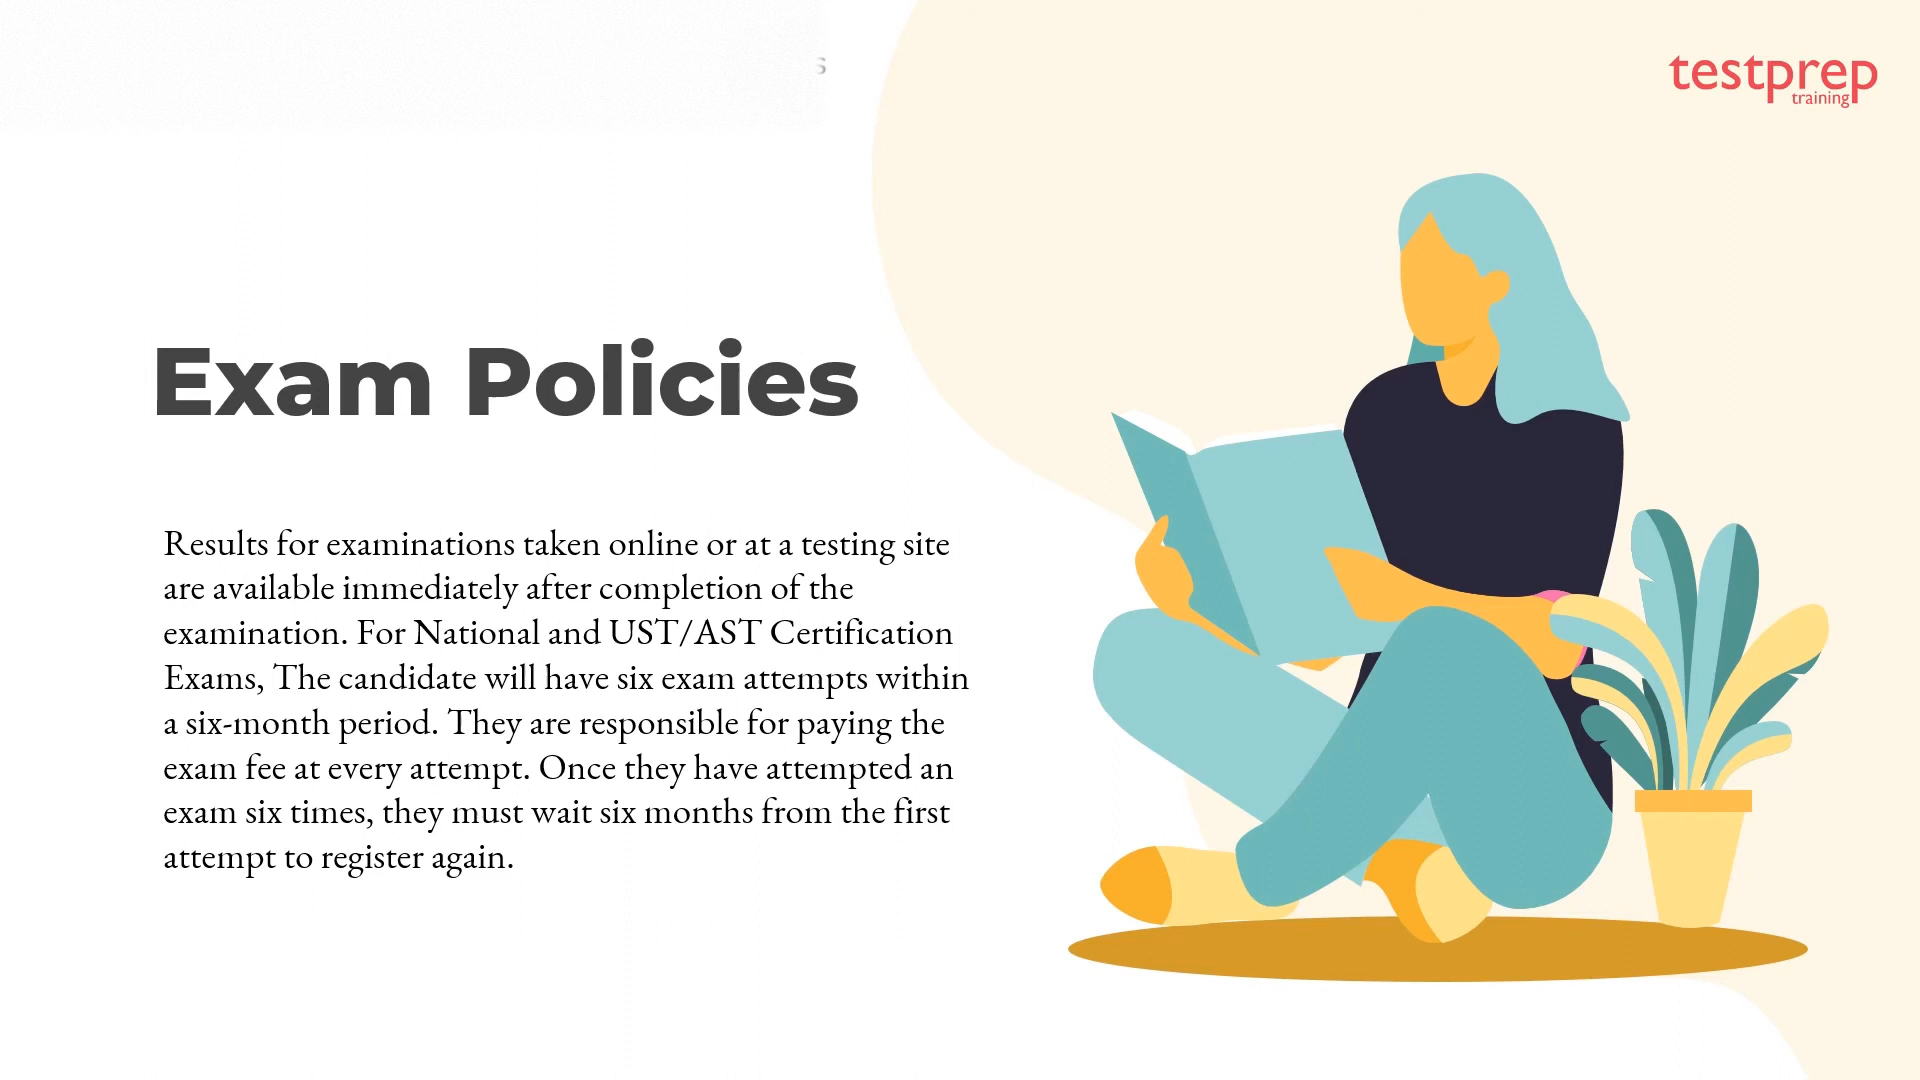 s
testprep
training
Exam Policies
Results for examinations taken online or at a testing site
are available immediately after completion of the
examination. For National and UST/AST Certification
Exams, The candidate will have six exam attempts within
a six-month period. They are responsible for paying the
exam fee at every attempt. Once they have attempted an
exam six times, they must wait six months from the first
attempt to register again.